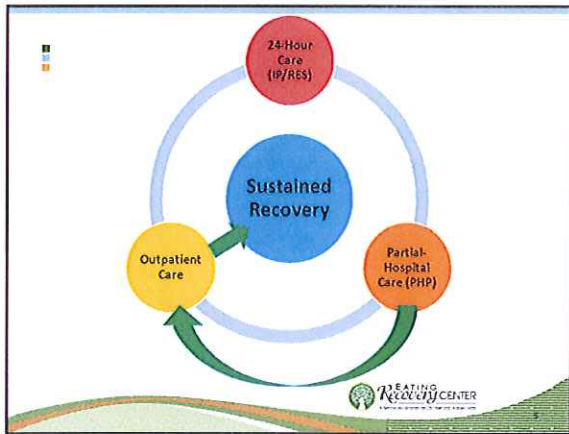 24-Hour
Care
(IP/RES)
Sustained
Recovery
Outpatient
Care
Partial-
Hospital
Care (PHP)
EATING
RecoveRy CENTER